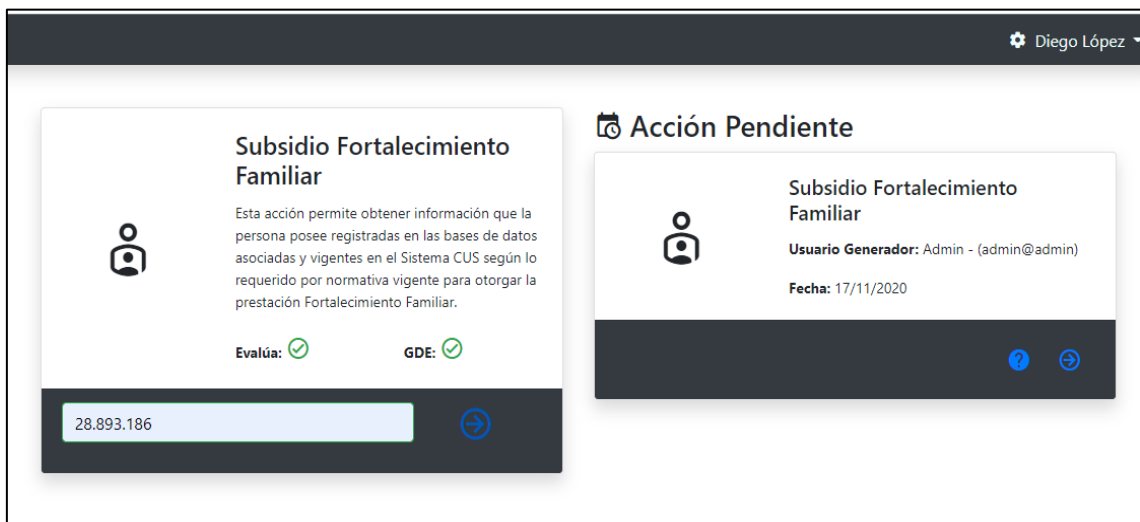 Diego López
Subsidio Fortalecimiento
Familiar
Esta acción permite obtener información que la
persona posee registradas en las bases de datos
asociadas y vigentes en el Sistema CUS según lo
requerido por normativa vigente para otorgar la
prestación Fortalecimiento Familiar.
Evalúa: GDE:
28.893.186
Acción Pendiente
Subsidio Fortalecimiento
Familiar
Usuario Generador: Admin - (admin@admin)
Fecha: 17/11/2020